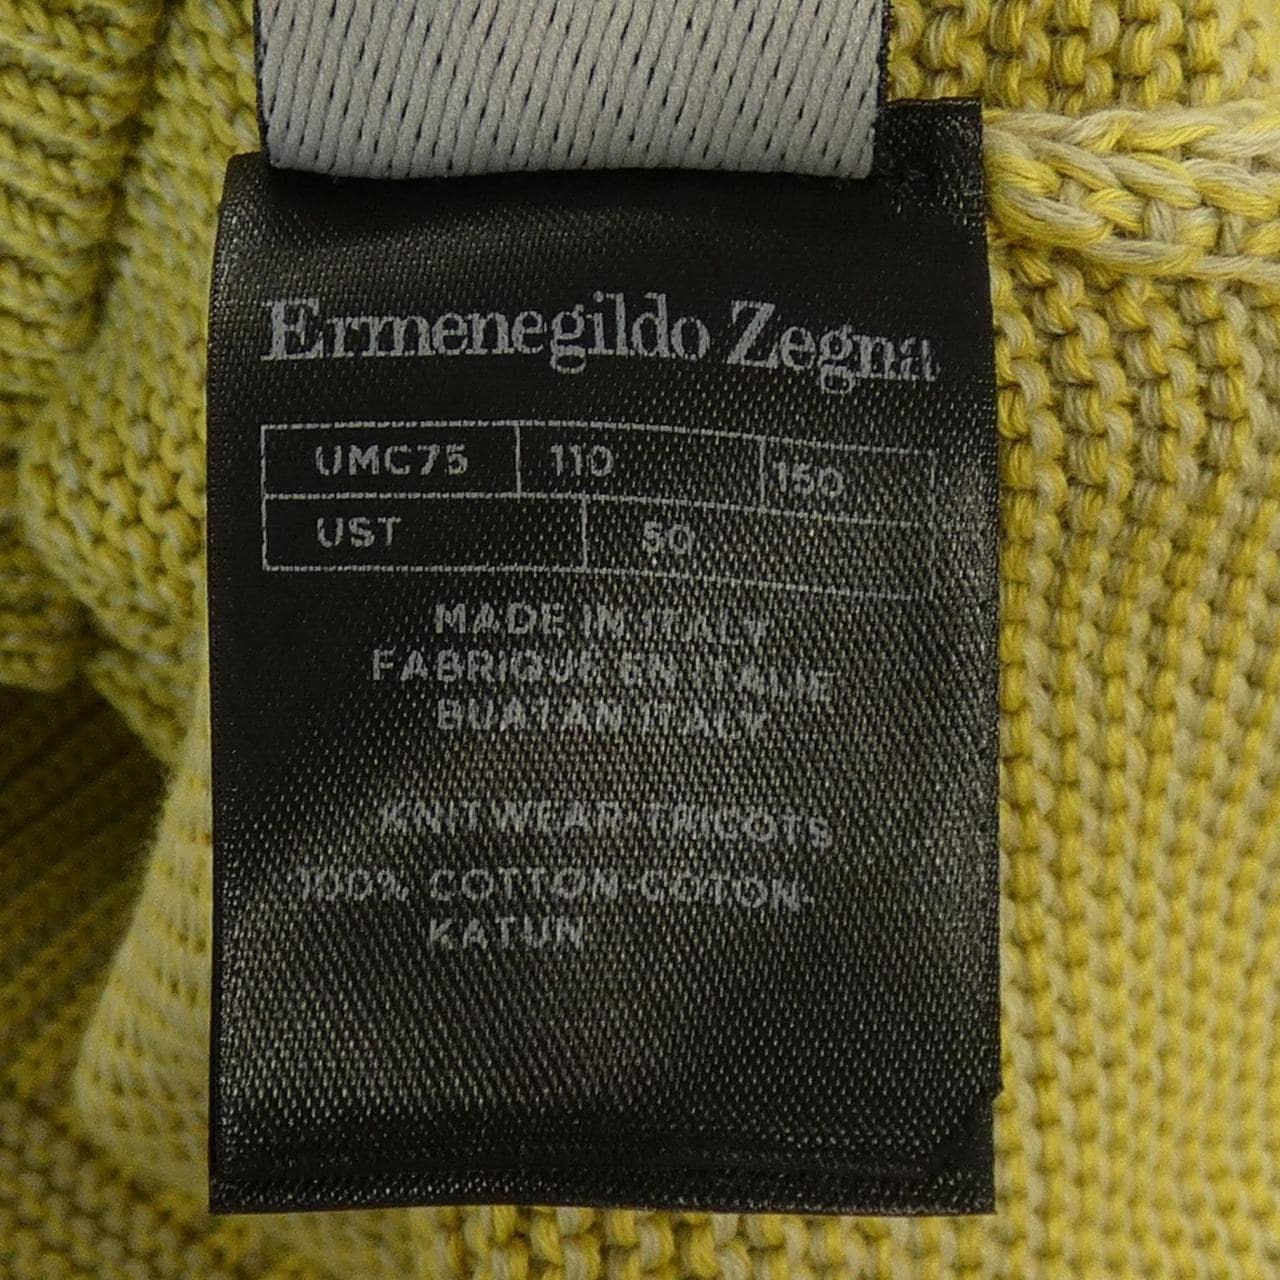 Ermenegildo Zegna
UMC75 110 150
UST 50
MADE IN ITALY
FABRIQUE EN ITALIE
BUATAN ITALY
KNITWEAR-TRICOTS
100% COTTON-COTON-
KATUN